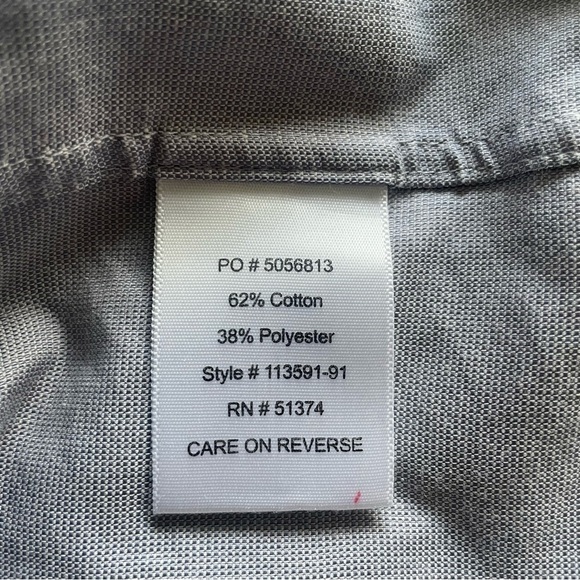 PO # 5056813
62% Cotton
38% Polyester
Style # 113591-91
RN # 51374
CARE ON REVERSE